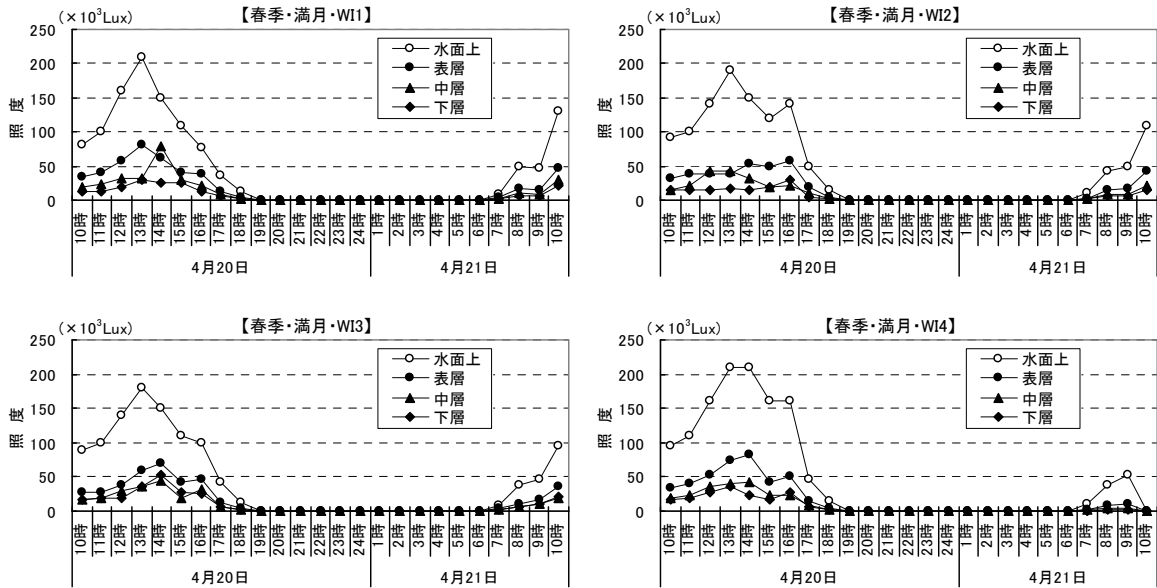 (×10³Lux) 【春季・満月・WI1】
250
200
150
100
50
0
照 度
水面上
表層
中層
下層
10時 11時 12時 13時 14時 15時 16時 17時 18時 19時 20時 21時 22時 23時 24時 1時 2時 3時 4時 5時 6時 7時 8時 9時 10時
4月20日 4月21日
(×10³Lux) 【春季・満月・WI2】
250
200
150
100
50
0
照 度
水面上
表層
中層
下層
10時 11時 12時 13時 14時 15時 16時 17時 18時 19時 20時 21時 22時 23時 24時 1時 2時 3時 4時 5時 6時 7時 8時 9時 10時
4月20日 4月21日
(×10³Lux) 【春季・満月・WI3】
250
200
150
100
50
0
照 度
水面上
表層
中層
下層
10時 11時 12時 13時 14時 15時 16時 17時 18時 19時 20時 21時 22時 23時 24時 1時 2時 3時 4時 5時 6時 7時 8時 9時 10時
4月20日 4月21日
(×10³Lux) 【春季・満月・WI4】
250
200
150
100
50
0
照 度
水面上
表層
中層
下層
10時 11時 12時 13時 14時 15時 16時 17時 18時 19時 20時 21時 22時 23時 24時 1時 2時 3時 4時 5時 6時 7時 8時 9時 10時
4月20日 4月21日